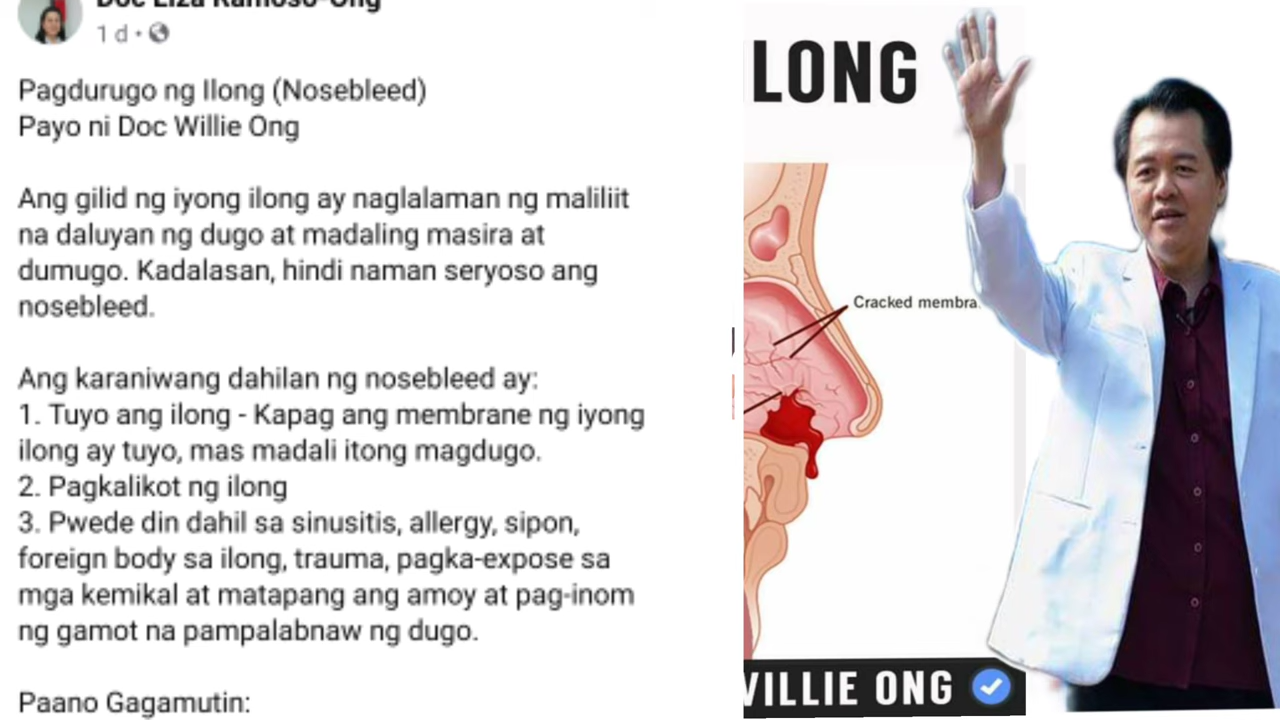 Doc Liza Ramoso-Ong
1 d
Pagdurugo ng Ilong (Nosebleed)
Payo ni Doc Willie Ong
Ang gilid ng iyong ilong ay naglalaman ng maliliit
na daluyan ng dugo at madaling masira at
dumugo. Kadalasan, hindi naman seryoso ang
nosebleed.
Ang karaniwang dahilan ng nosebleed ay:
1. Tuyo ang ilong - Kapag ang membrane ng iyong
ilong ay tuyo, mas madali itong magdugo.
2. Pagkalikot ng ilong
3. Pwede din dahil sa sinusitis, allergy, sipon,
foreign body sa ilong, trauma, pagka-expose sa
mga kemikal at matapang ang amoy at pag-inom
ng gamot na pampalabnaw ng dugo.
Paano Gagamutin:
LONG
Cracked membra
WILLIE ONG